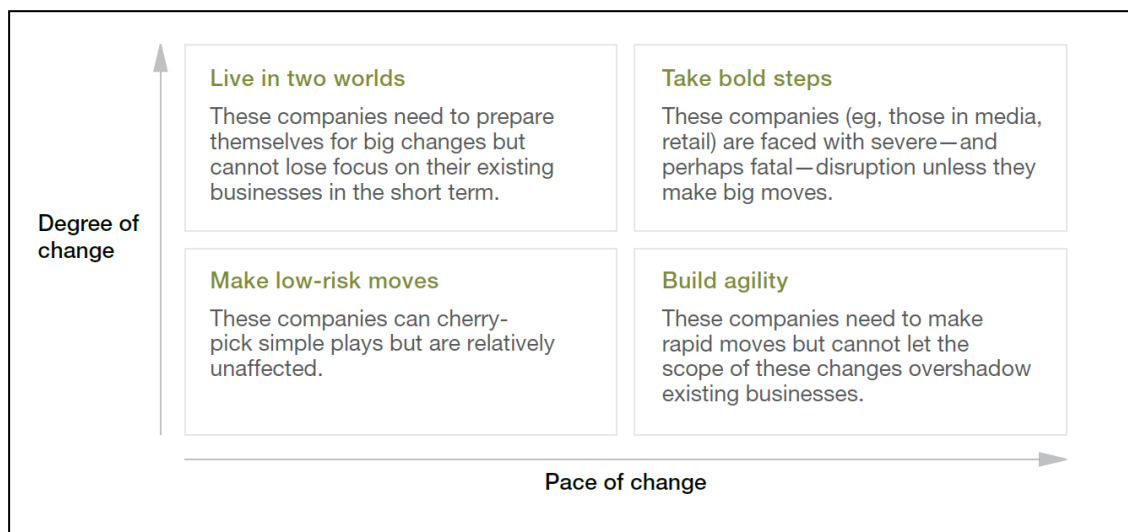 Live in two worlds
These companies need to prepare
themselves for big changes but
cannot lose focus on their existing
businesses in the short term.
Take bold steps
These companies (eg, those in media,
retail) are faced with severe—and
perhaps fatal—disruption unless they
make big moves.
Degree of
change
Make low-risk moves
These companies can cherry-
pick simple plays but are relatively
unaffected.
Build agility
These companies need to make
rapid moves but cannot let the
scope of these changes overshadow
existing businesses.
Pace of change